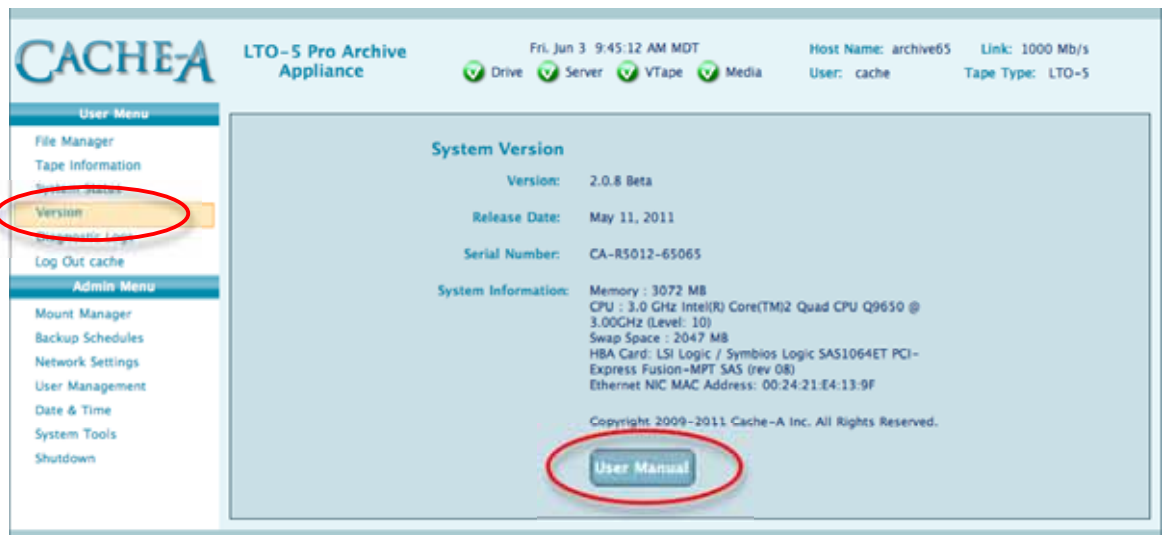 CACHE-A
LTO-5 Pro Archive
Appliance
Fri. Jun 3 9:45:12 AM MDT
Drive Server VTape Media
Host Name: archive65 Link: 1000 Mb/s
User: cache Tape Type: LTO-5
User Menu
File Manager
Tape Information
System Status
Version
Diagnostic Logs
Log Out cache
Admin Menu
Mount Manager
Backup Schedules
Network Settings
User Management
Date & Time
System Tools
Shutdown
System Version
Version: 2.0.8 Beta
Release Date: May 11, 2011
Serial Number: CA-R5012-65065
System Information: Memory : 3072 MB
CPU : 3.0 GHz Intel(R) Core(TM)2 Quad CPU Q9650 @
3.00GHz (Level: 10)
Swap Space : 2047 MB
HBA Card: LSI Logic / Symbios Logic SAS1064ET PCI-
Express Fusion-MPT SAS (rev 08)
Ethernet NIC MAC Address: 00:24:21:E4:13:9F
Copyright 2009-2011 Cache-A Inc. All Rights Reserved.
User Manual